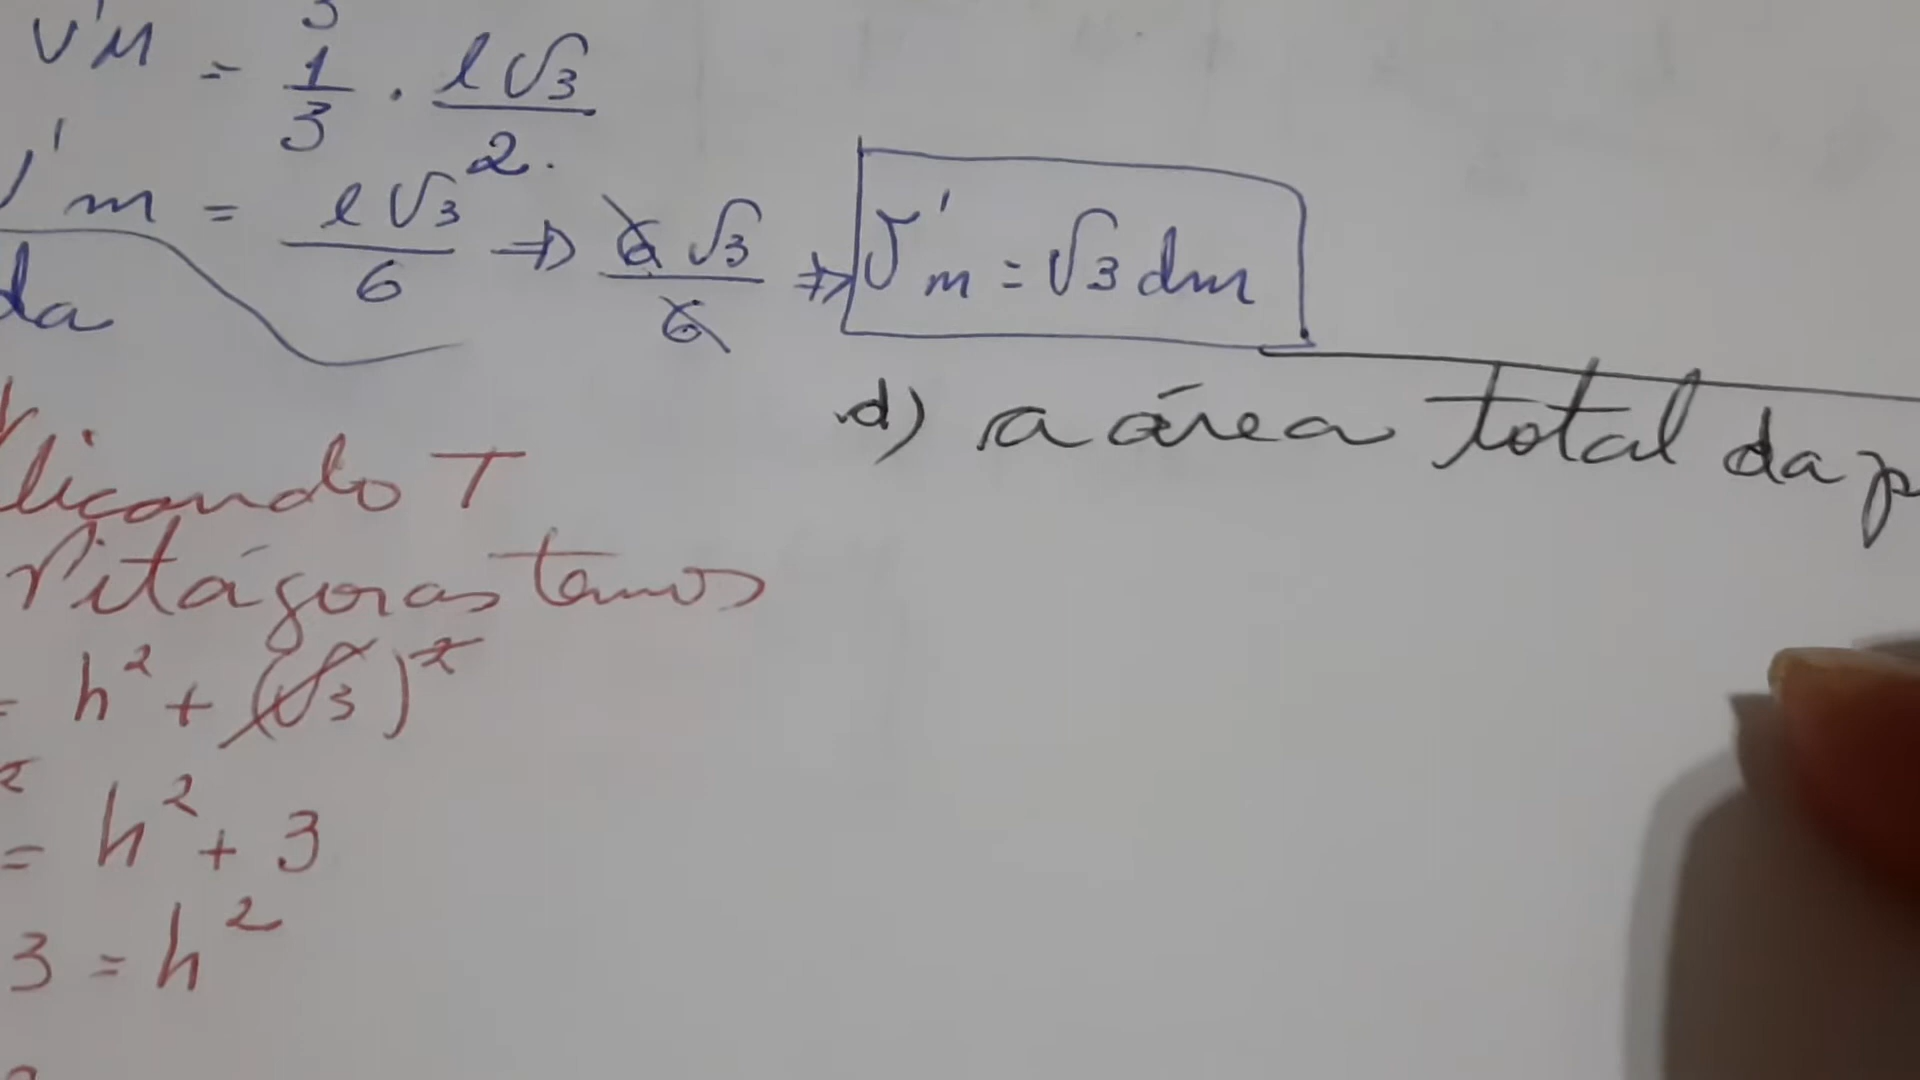 V'M = 1/3 . l√3/2.
'm = l√3/6 ⇒ 6√3/6 ⇒ V'm = √3 dm
da
d) a área total da p
licando T
Pitágoras temos
= h² + (√3)²
² = h² + 3
3 = h²